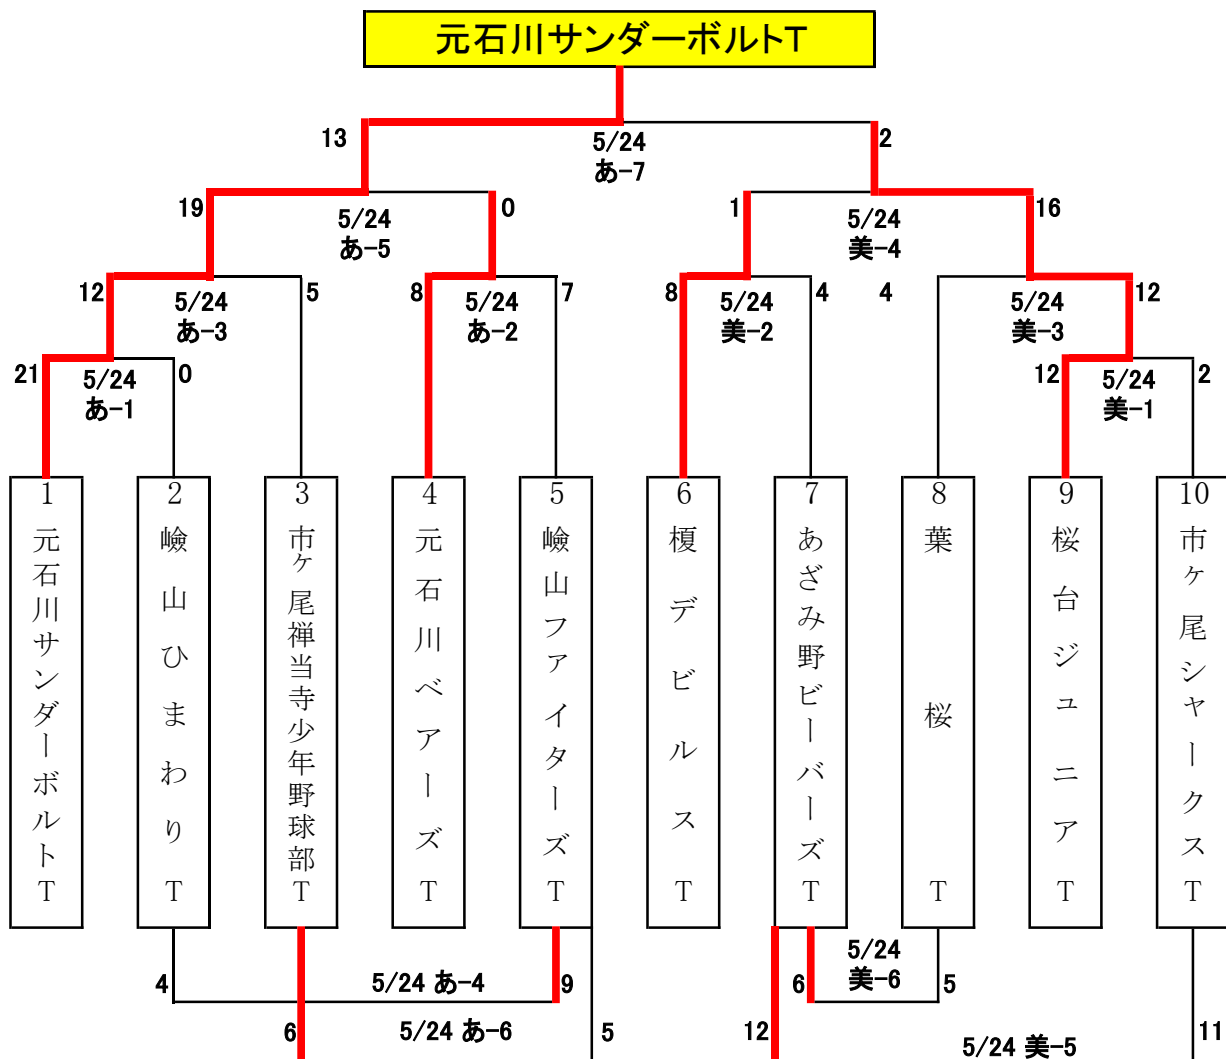 元石川サンダーボルトT
13
5/24
あ-7
2
19
5/24
あ-5
0
1
5/24
美-4
16
12
5/24
あ-3
5
8
5/24
あ-2
7
8
5/24
美-2
4
4
5/24
美-3
12
21
5/24
あ-1
0
12
5/24
美-1
2
1
元石川サンダーボルトT
2
嶮山ひまわりT
3
市ヶ尾禅当寺少年野球部T
4
元石川ベアーズT
5
嶮山ファイターズT
6
榎デビルスT
7
あざみ野ビーバーズT
8
葉桜T
9
桜台ジュニアT
10
市ヶ尾シャークスT
4
5/24 あ-4
9
6
5/24
美-6
5
6
5/24 あ-6
5
12
5/24 美-5
11